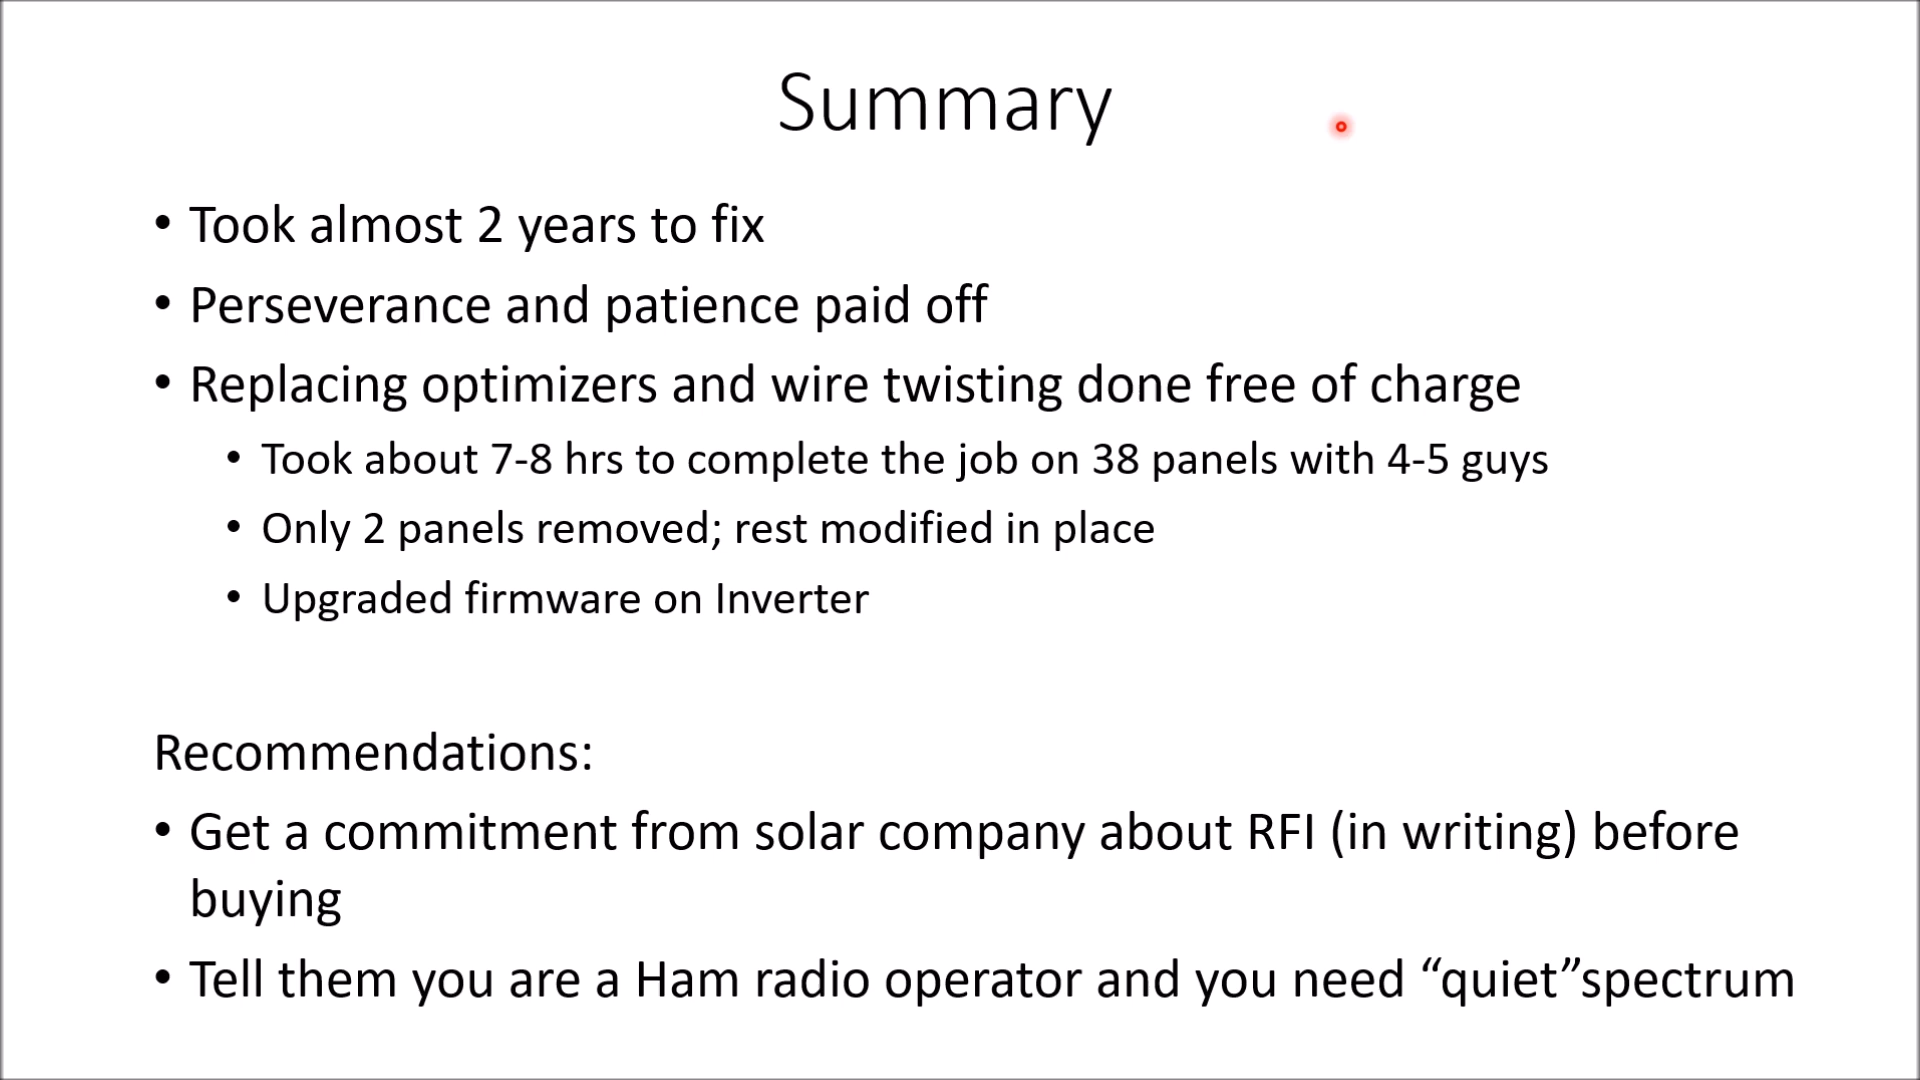 Summary
• Took almost 2 years to fix
• Perseverance and patience paid off
• Replacing optimizers and wire twisting done free of charge
• Took about 7-8 hrs to complete the job on 38 panels with 4-5 guys
• Only 2 panels removed; rest modified in place
• Upgraded firmware on Inverter
Recommendations:
• Get a commitment from solar company about RFI (in writing) before
buying
• Tell them you are a Ham radio operator and you need “quiet”spectrum